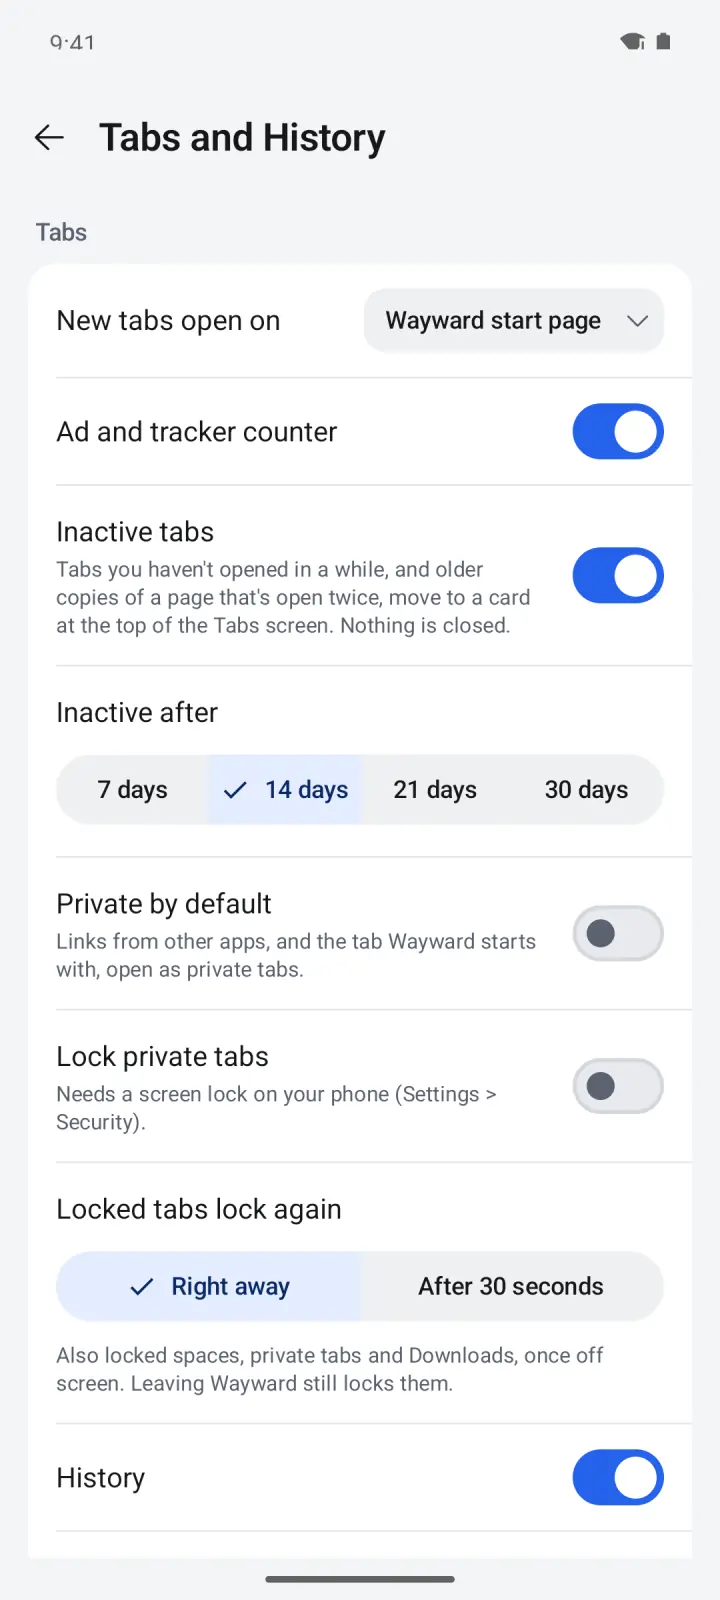 9:41
Tabs and History
Tabs
New tabs open on
Wayward start page
Ad and tracker counter
Inactive tabs
Tabs you haven't opened in a while, and older
copies of a page that's open twice, move to a card
at the top of the Tabs screen. Nothing is closed.
Inactive after
7 days
14 days
21 days
30 days
Private by default
Links from other apps, and the tab Wayward starts
with, open as private tabs.
Lock private tabs
Needs a screen lock on your phone (Settings >
Security).
Locked tabs lock again
Right away
After 30 seconds
Also locked spaces, private tabs and Downloads, once off
screen. Leaving Wayward still locks them.
History